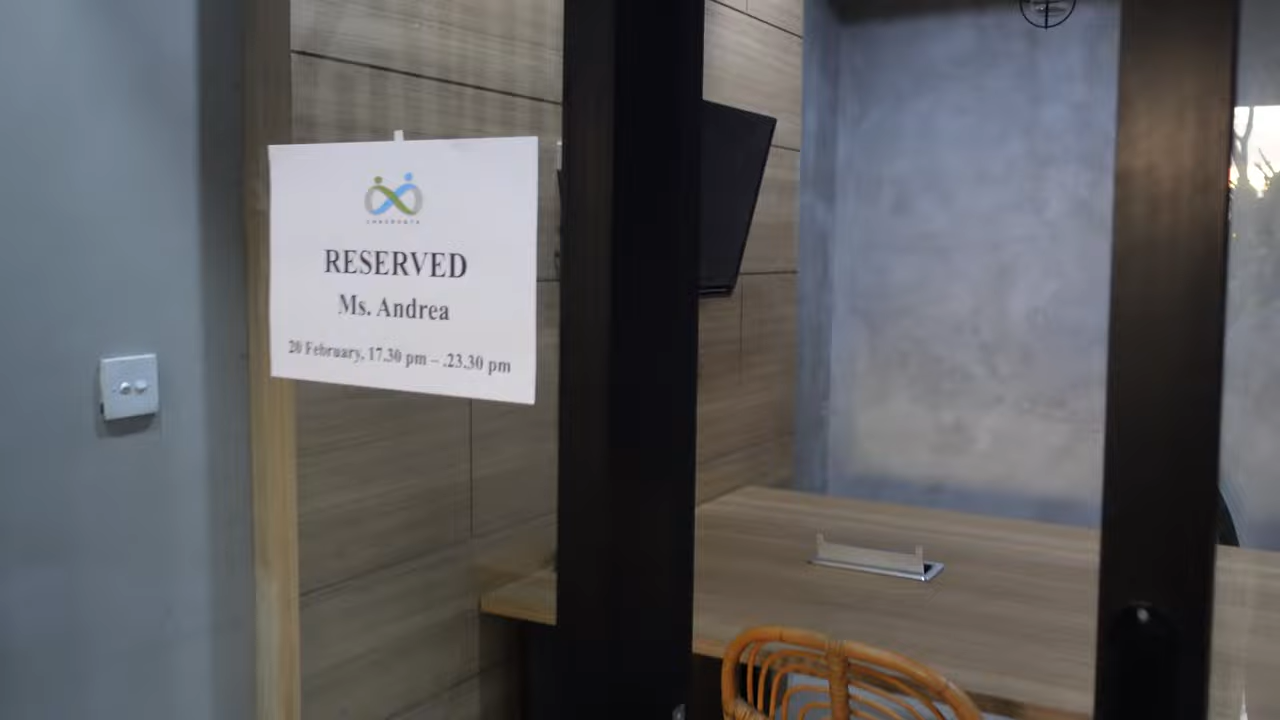 RESERVED
Ms. Andrea
20 February, 17.30 pm – .23.30 pm